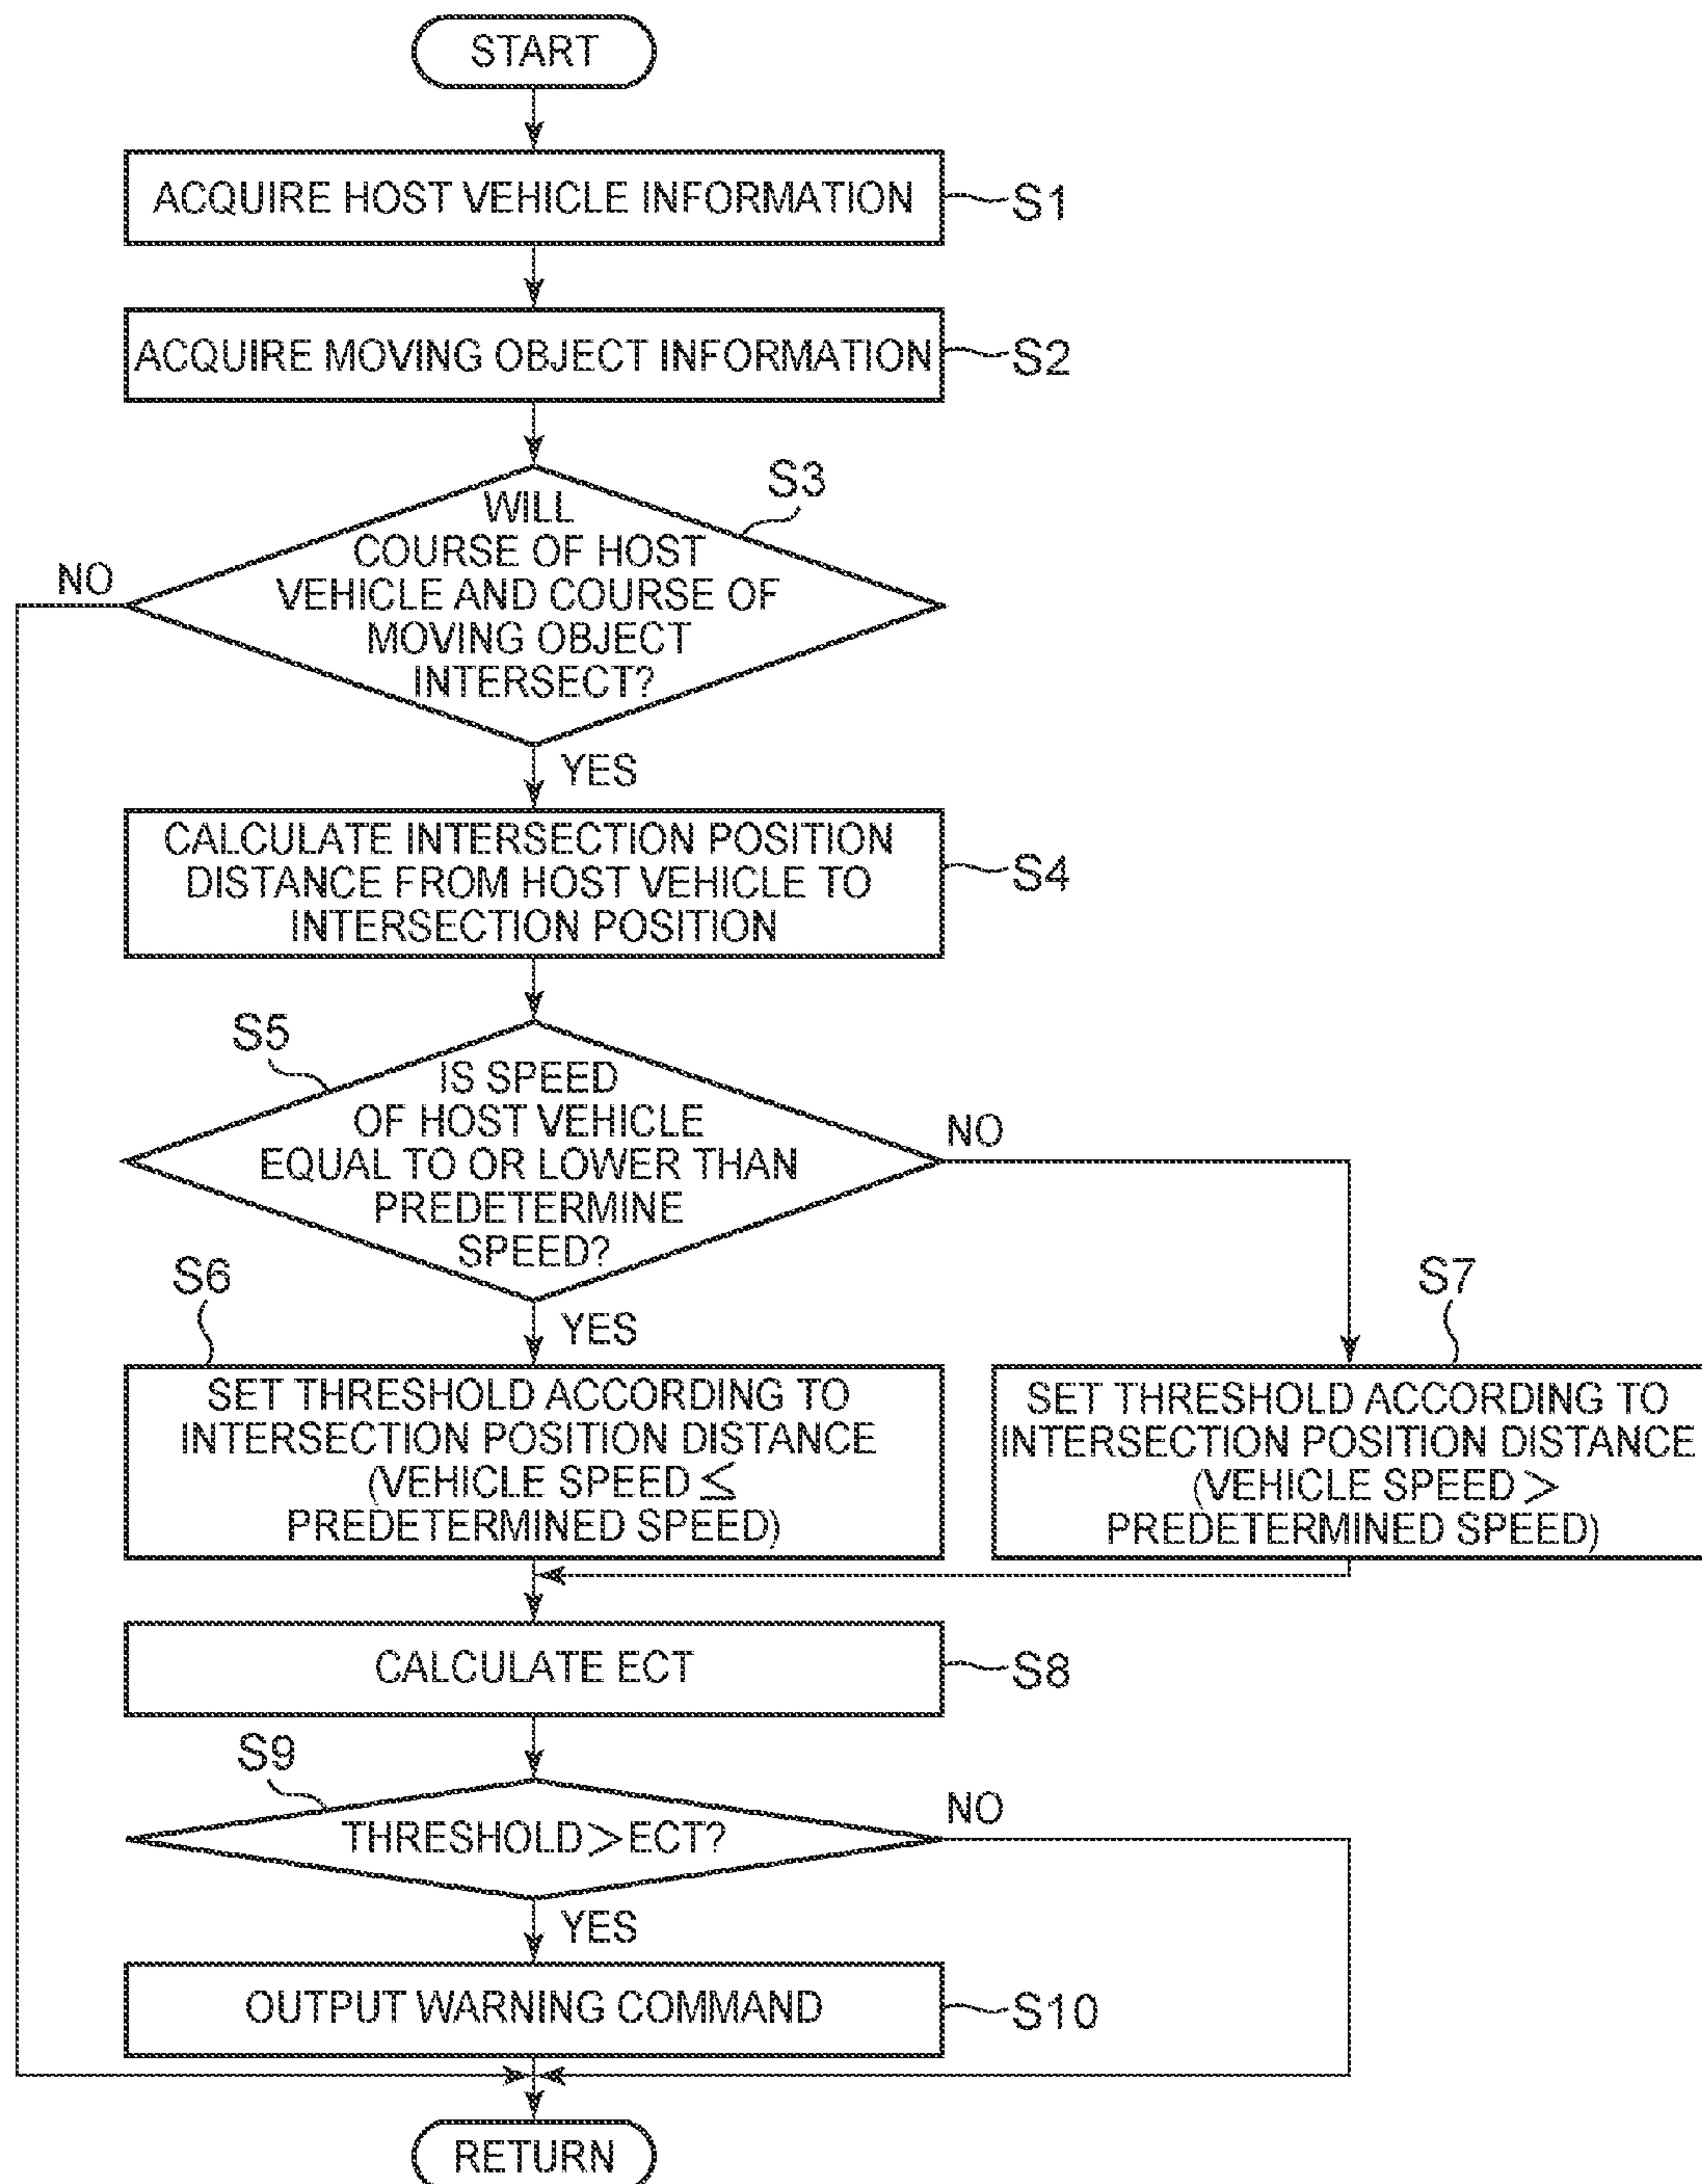 START
ACQUIRE HOST VEHICLE INFORMATION
S1
ACQUIRE MOVING OBJECT INFORMATION
S2
S3
WILL
COURSE OF HOST
VEHICLE AND COURSE OF
MOVING OBJECT
INTERSECT?
NO
YES
CALCULATE INTERSECTION POSITION
DISTANCE FROM HOST VEHICLE TO
INTERSECTION POSITION
S4
S5
IS SPEED
OF HOST VEHICLE
EQUAL TO OR LOWER THAN
PREDETERMINE
SPEED?
NO
YES
S6
SET THRESHOLD ACCORDING TO
INTERSECTION POSITION DISTANCE
(VEHICLE SPEED ≤
PREDETERMINED SPEED)
S7
SET THRESHOLD ACCORDING TO
INTERSECTION POSITION DISTANCE
(VEHICLE SPEED >
PREDETERMINED SPEED)
CALCULATE ECT
S8
S9
THRESHOLD>ECT?
NO
YES
OUTPUT WARNING COMMAND
S10
RETURN